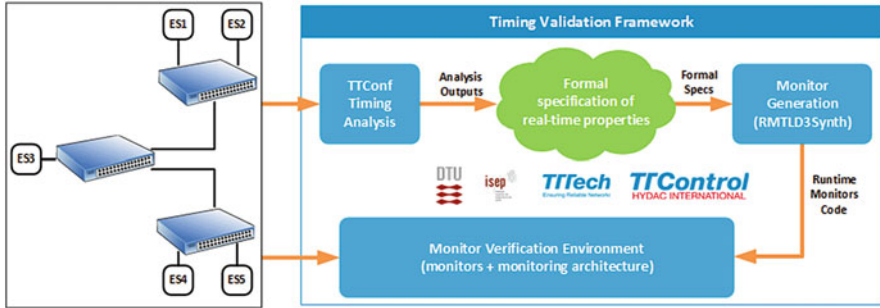 ES1
ES2
ES3
ES4
ES5
Timing Validation Framework
TTConf
Timing
Analysis
Analysis
Outputs
Formal
specification of
real-time properties
Formal
Specs
Monitor
Generation
(RMTLD3Synth)
DTU
isep
TTTech
Ensuring Reliable Networks
TTControl
HYDAC INTERNATIONAL
Runtime
Monitors
Code
Monitor Verification Environment
(monitors + monitoring architecture)